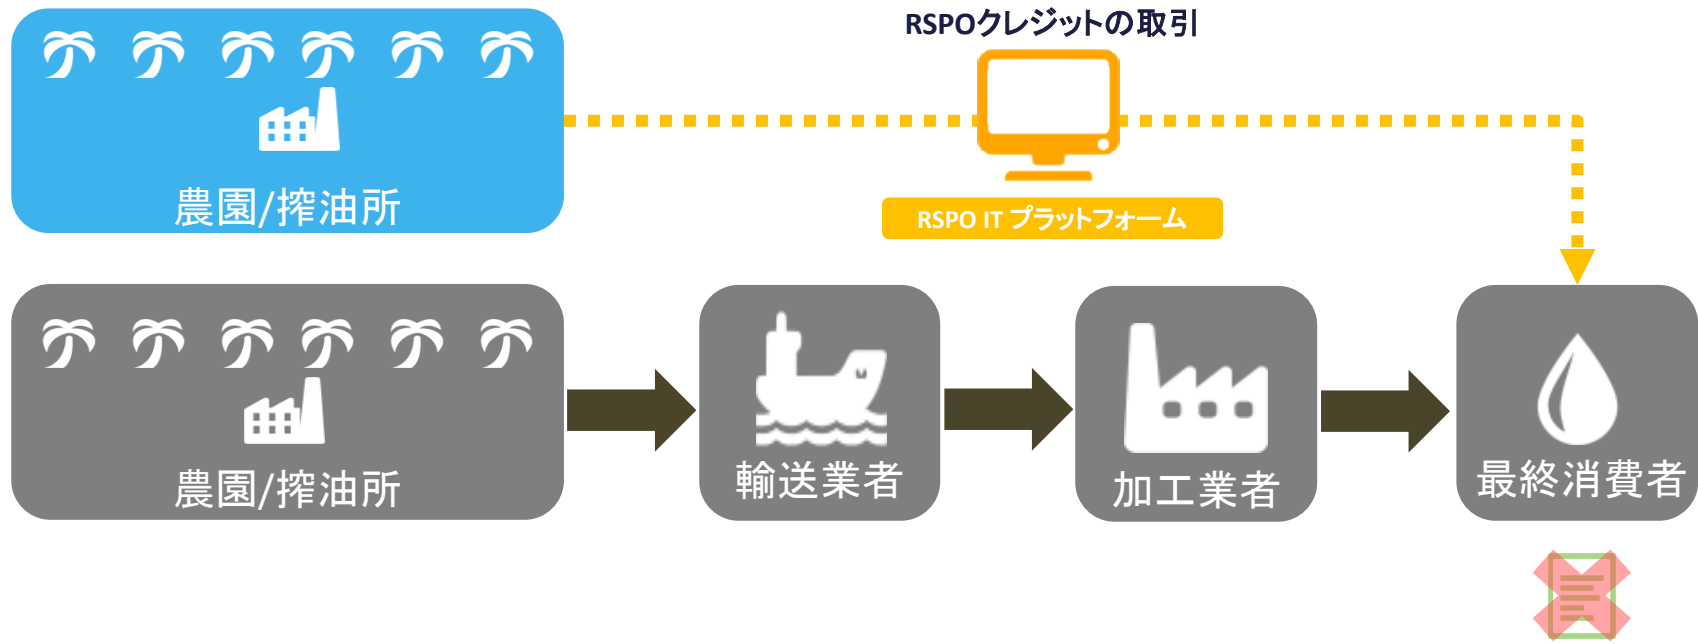 RSPOクレジットの取引
農園/搾油所
RSPO IT プラットフォーム
農園/搾油所
輸送業者
加工業者
最終消費者